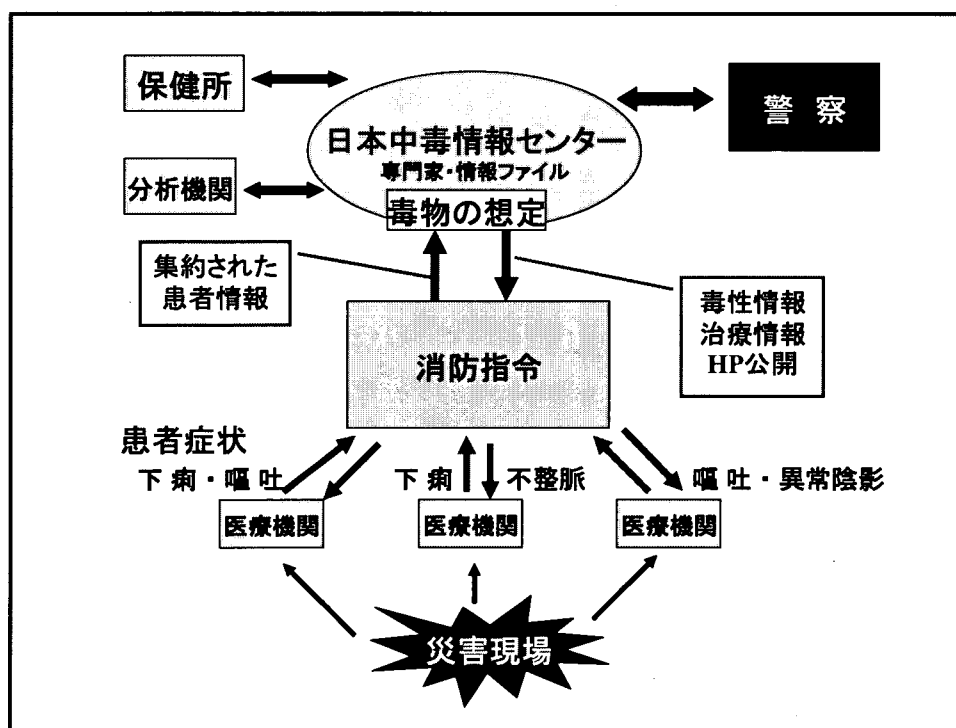 保健所
日本中毒情報センター
専門家・情報ファイル
警 察
分析機関
毒物の想定
集約された
患者情報
毒性情報
治療情報
HP公開
消防指令
患者症状
下 痢・嘔 吐
下 痢
不整脈
嘔 吐・異常陰影
医療機関
医療機関
医療機関
災害現場